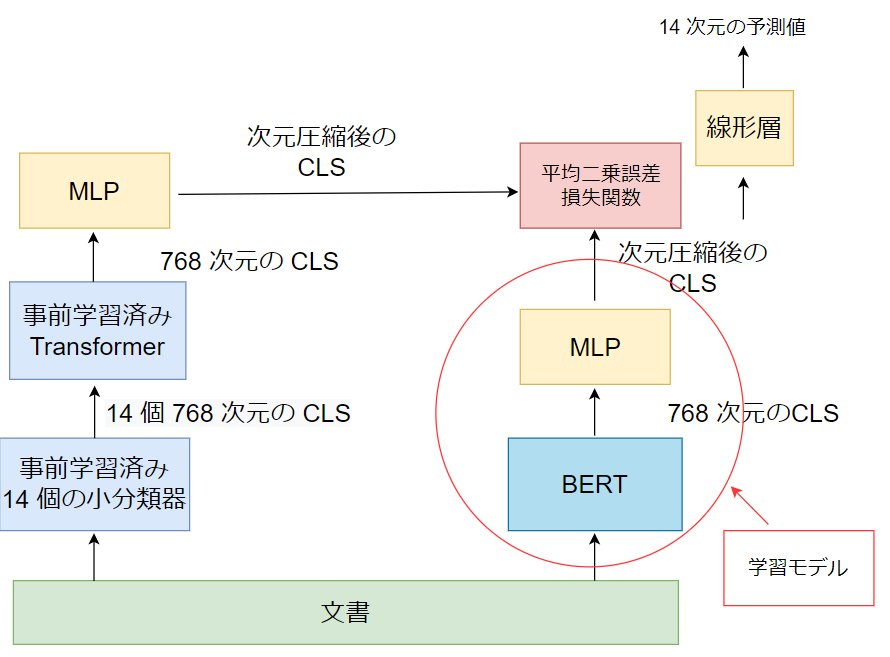 14 次元の予測値
線形層
次元圧縮後の
CLS
MLP
平均二乗誤差
損失関数
768 次元の CLS
次元圧縮後の
CLS
事前学習済み
Transformer
MLP
14 個 768 次元の CLS
768 次元のCLS
事前学習済み
14 個の小分類器
BERT
学習モデル
文書